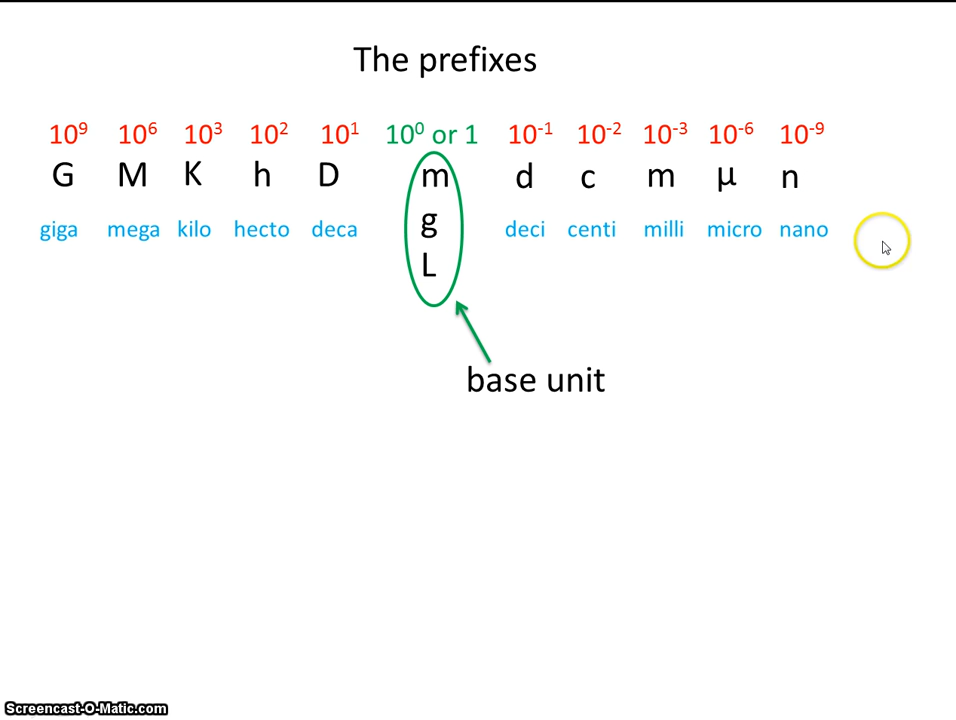 The prefixes
10⁹ 10⁶ 10³ 10² 10¹ 10⁰ or 1 10⁻¹ 10⁻² 10⁻³ 10⁻⁶ 10⁻⁹
G M K h D m d c m μ n
giga mega kilo hecto deca g deci centi milli micro nano
L
base unit
Screencast-O-Matic.com